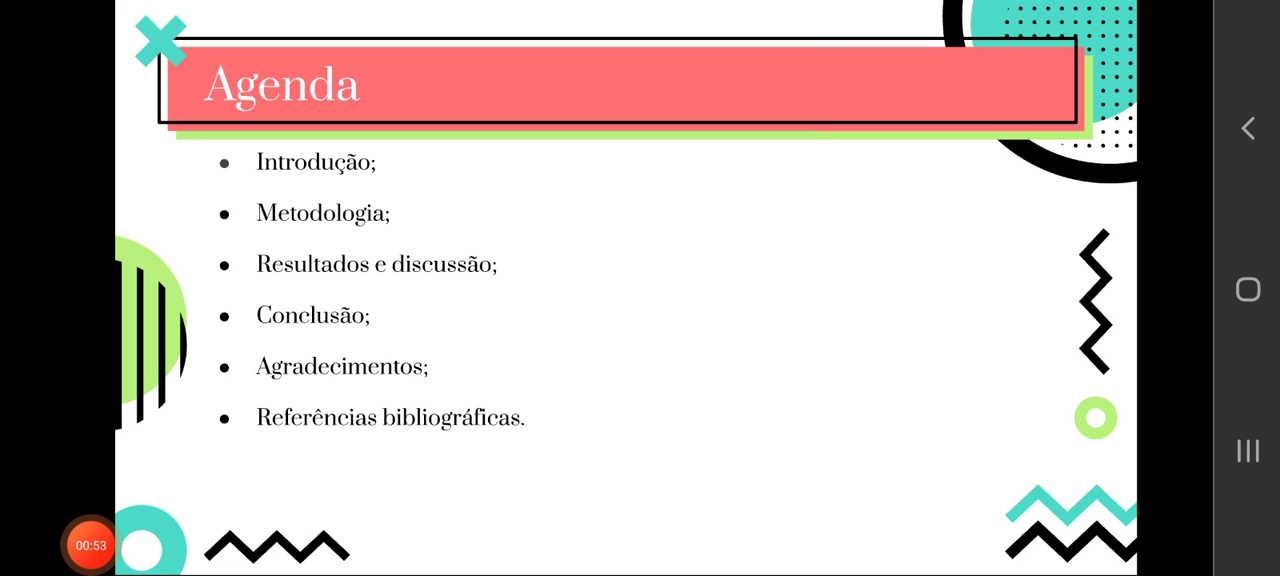 Agenda
Introdução;
Metodologia;
Resultados e discussão;
Conclusão;
Agradecimentos;
Referências bibliográficas.
00:53